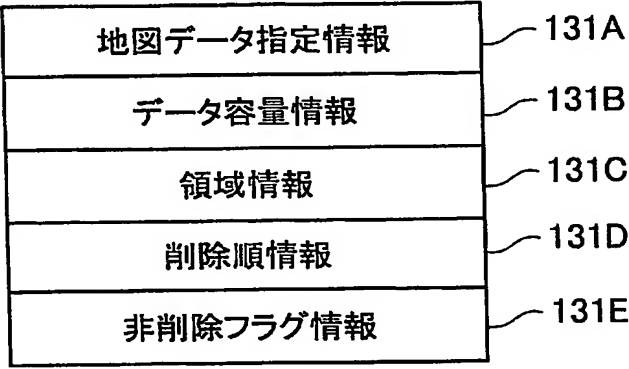 地図データ指定情報 131A
データ容量情報 131B
領域情報 131C
削除順情報 131D
非削除フラグ情報 131E